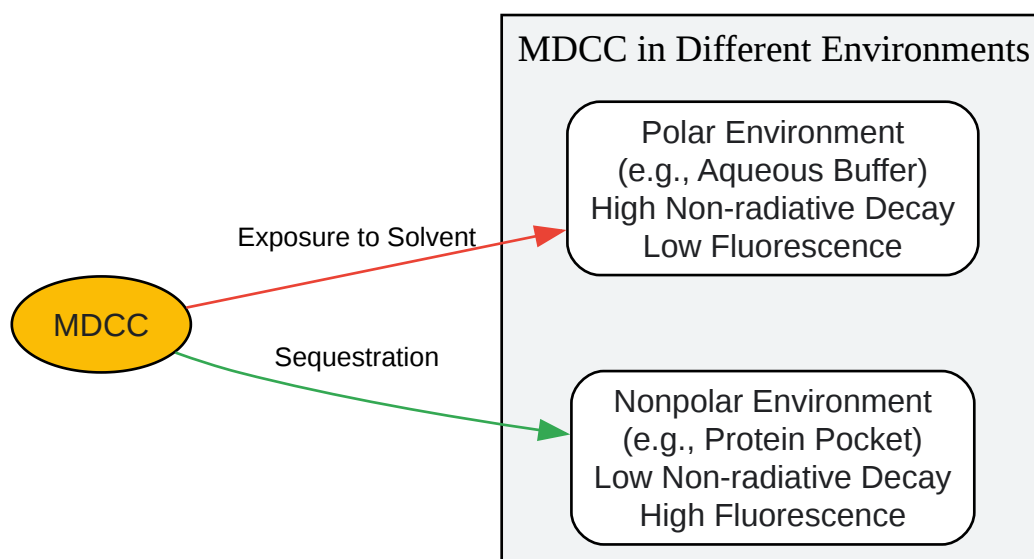 MDCC in Different Environments
Polar Environment
(e.g., Aqueous Buffer)
High Non-radiative Decay
Low Fluorescence
Exposure to Solvent
MDCC
Sequestration
Nonpolar Environment
(e.g., Protein Pocket)
Low Non-radiative Decay
High Fluorescence